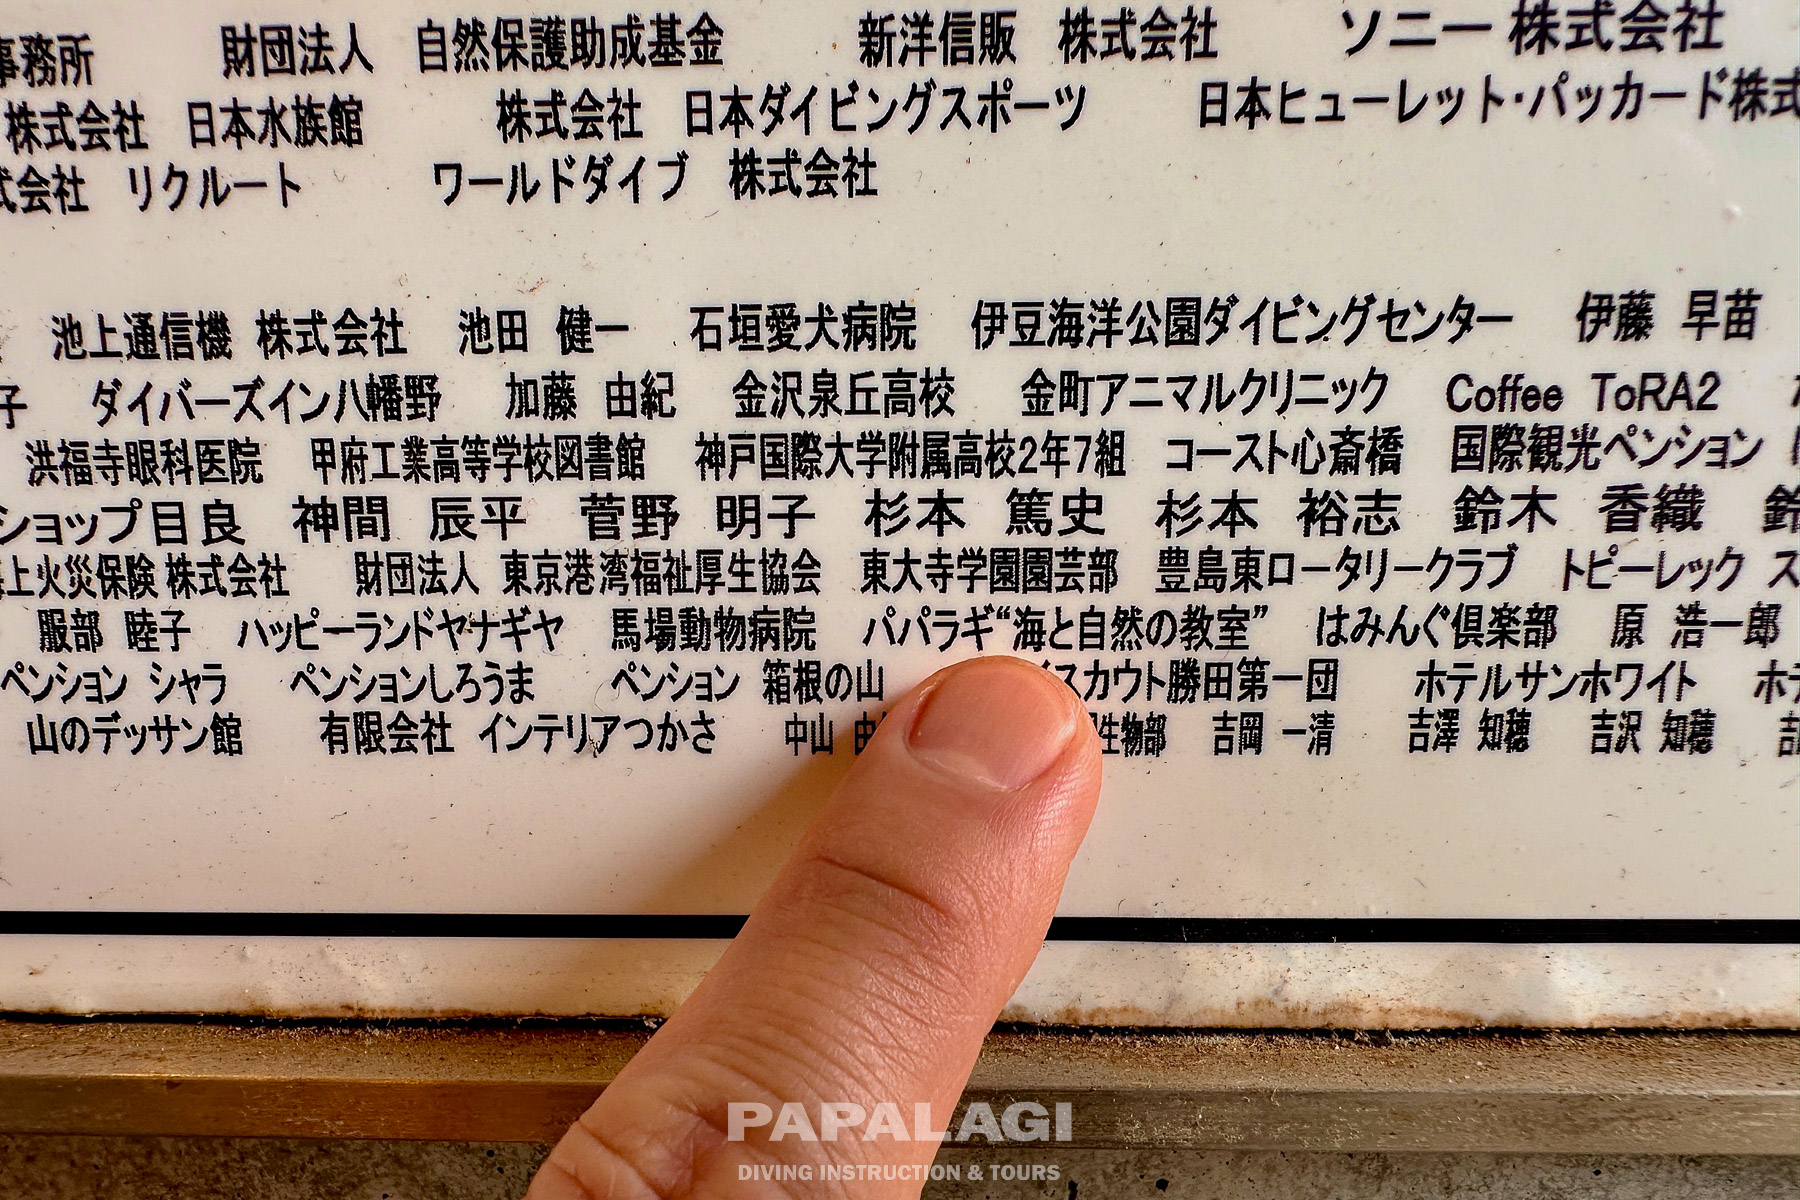 事務所 財団法人 自然保護助成基金 新洋信販 株式会社 ソニー 株式会社
株式会社 日本水族館 株式会社 日本ダイビングスポーツ 日本ヒューレット・パッカード株式
式会社 リクルート ワールドダイブ 株式会社
池上通信機 株式会社 池田 健一 石垣愛犬病院 伊豆海洋公園ダイビングセンター 伊藤 早苗
子 ダイバーズイン八幡野 加藤 由紀 金沢泉丘高校 金町アニマルクリニック Coffee ToRA2
洪福寺眼科医院 甲府工業高等学校図書館 神戸国際大学附属高校2年7組 コースト心斎橋 国際観光ペンション
ショップ目良 神間 辰平 菅野 明子 杉本 篤史 杉本 裕志 鈴木 香織 鈴
上火災保険 株式会社 財団法人 東京港湾福祉厚生協会 東大寺学園園芸部 豊島東ロータリークラブ トピーレック ス
服部 睦子 ハッピーランドヤナギヤ 馬場動物病院 パパラギ“海と自然の教室” はみんぐ倶楽部 原 浩一郎
ペンション シャラ ペンションしろうま ペンション 箱根の山 イスカウト勝田第一団 ホテルサンホワイト ホテ
山のデッサン館 有限会社 インテリアつかさ 中山 由 生物部 吉岡 一清 吉澤 知穂 吉沢 知穂
PAPALAGI
DIVING INSTRUCTION & TOURS